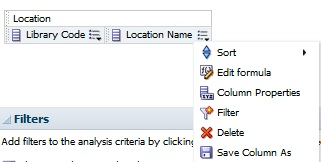 Location
Library Code Location Name
Sort
Edit formula
Column Properties
Filter
Delete
Save Column As
Filters
Add filters to the analysis criteria by clicking